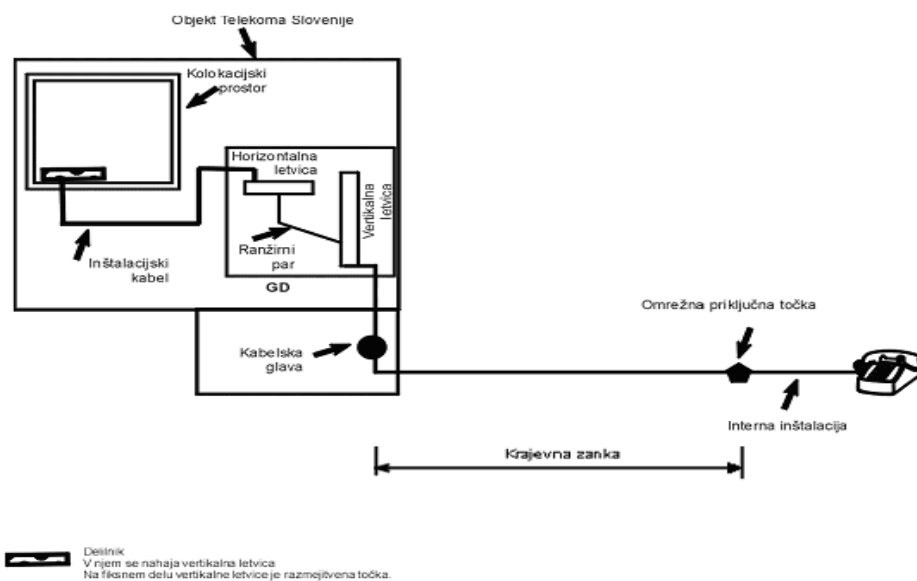 Objekt Telekoma Slovenije
Kolokacijski
prostor
Horizontalna
letvica
Vertikalna
letvica
Ranžirni
par
Inštalacijski
kabel
GD
Omrežna priključna točka
Kabelska
glava
Interna inštalacija
Krajevna zanka
Delilnik
V njem se nahaja vertikalna letvica
Na fiksnem delu vertikalne letvice je razmejitvena točka.